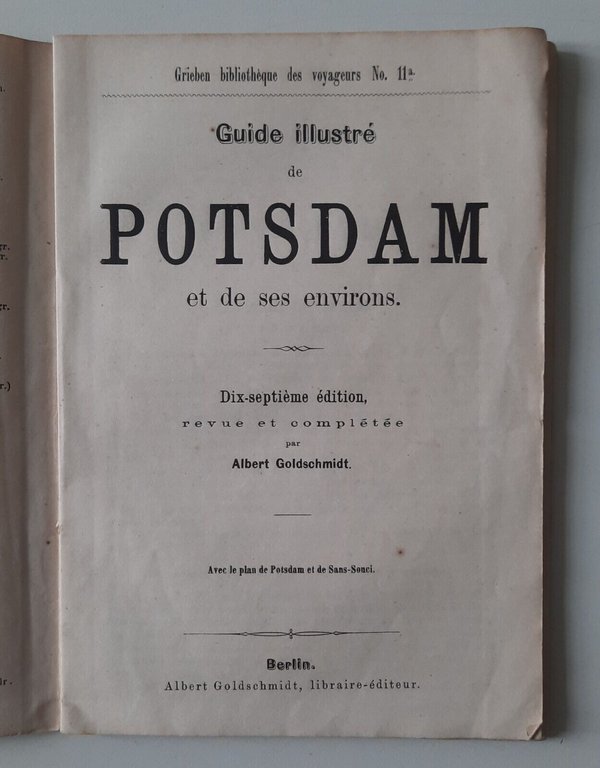 Grieben bibliothèque des voyageurs No. 11a.
Guide illustré
de
POTSDAM
et de ses environs.
Dix-septième édition,
revue et complétée
par
Albert Goldschmidt.
Avec le plan de Potsdam et de Sans-Souci.
Berlin.
Albert Goldschmidt, libraire-éditeur.